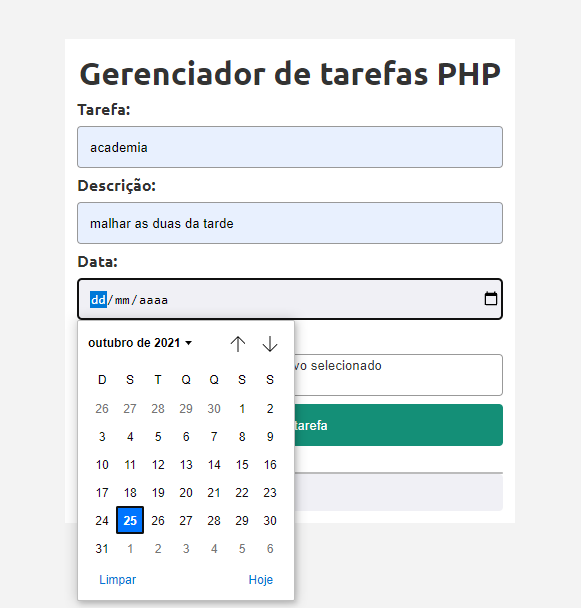 Gerenciador de tarefas PHP
Tarefa:
academia
Descrição:
malhar as duas da tarde
Data:
dd/mm/aaaa
outubro de 2021
selecionado
D S T Q Q S S
26 27 28 29 30 1 2
3 4 5 6 7 8 9
10 11 12 13 14 15 16
tarefa
17 18 19 20 21 22 23
24 25 26 27 28 29 30
31 1 2 3 4 5 6
Limpar Hoje